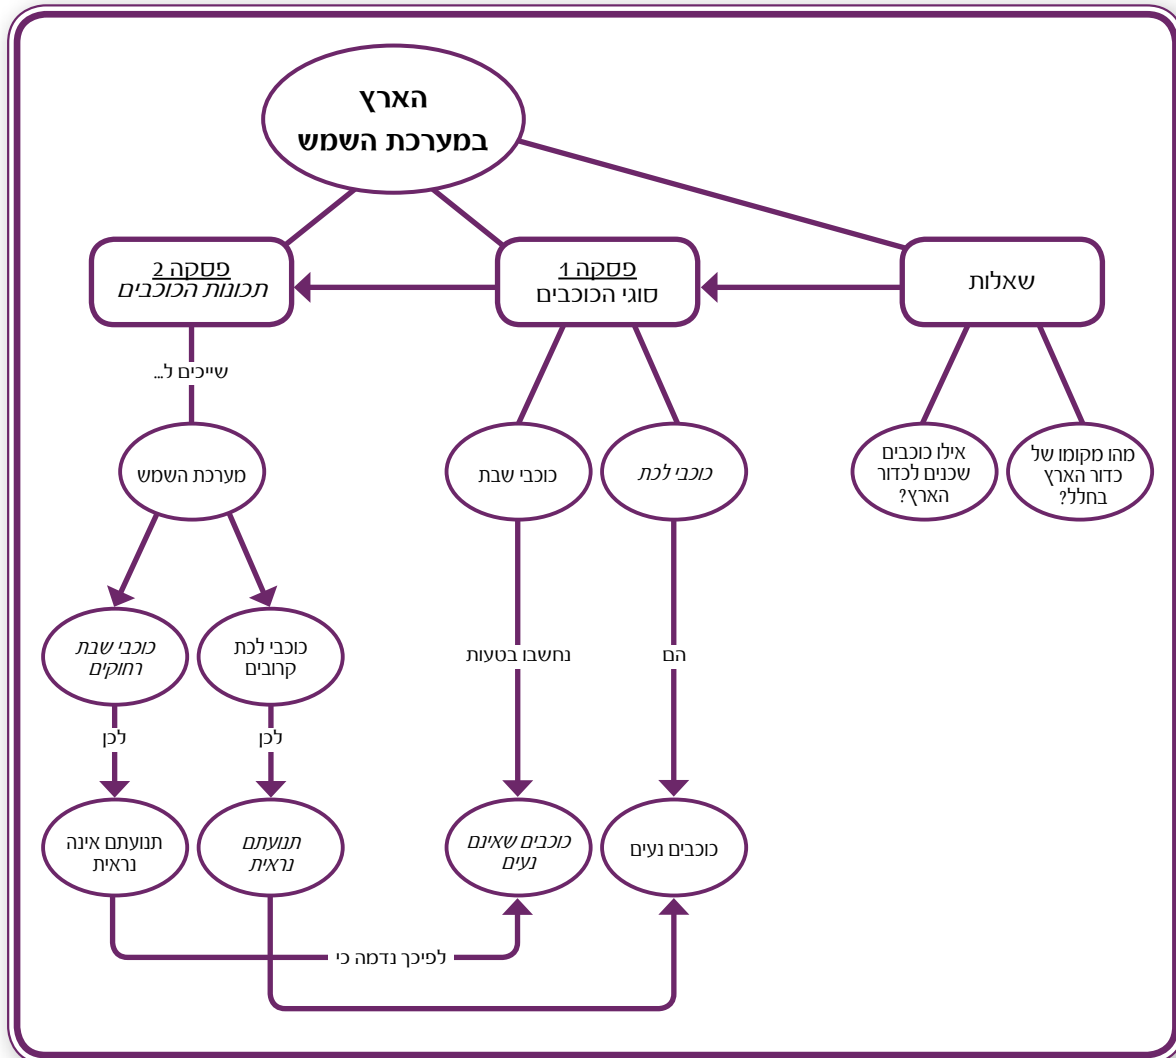 הארץ
במערכת השמש
שאלות
פסקה 1
סוגי הכוכבים
פסקה 2
תכונות הכוכבים
שייכים ל...
מהו מקומו של
כדור הארץ
בחלל?
אילו כוכבים
שכנים לכדור
הארץ?
כוכבי לכת
כוכבי שבת
מערכת השמש
הם
נחשבו בטעות
כוכבי לכת
קרובים
כוכבי שבת
רחוקים
לכן
לכן
כוכבים נעים
כוכבים שאינם
נעים
תנועתם
נראית
תנועתם אינה
נראית
לפיכך נדמה כי